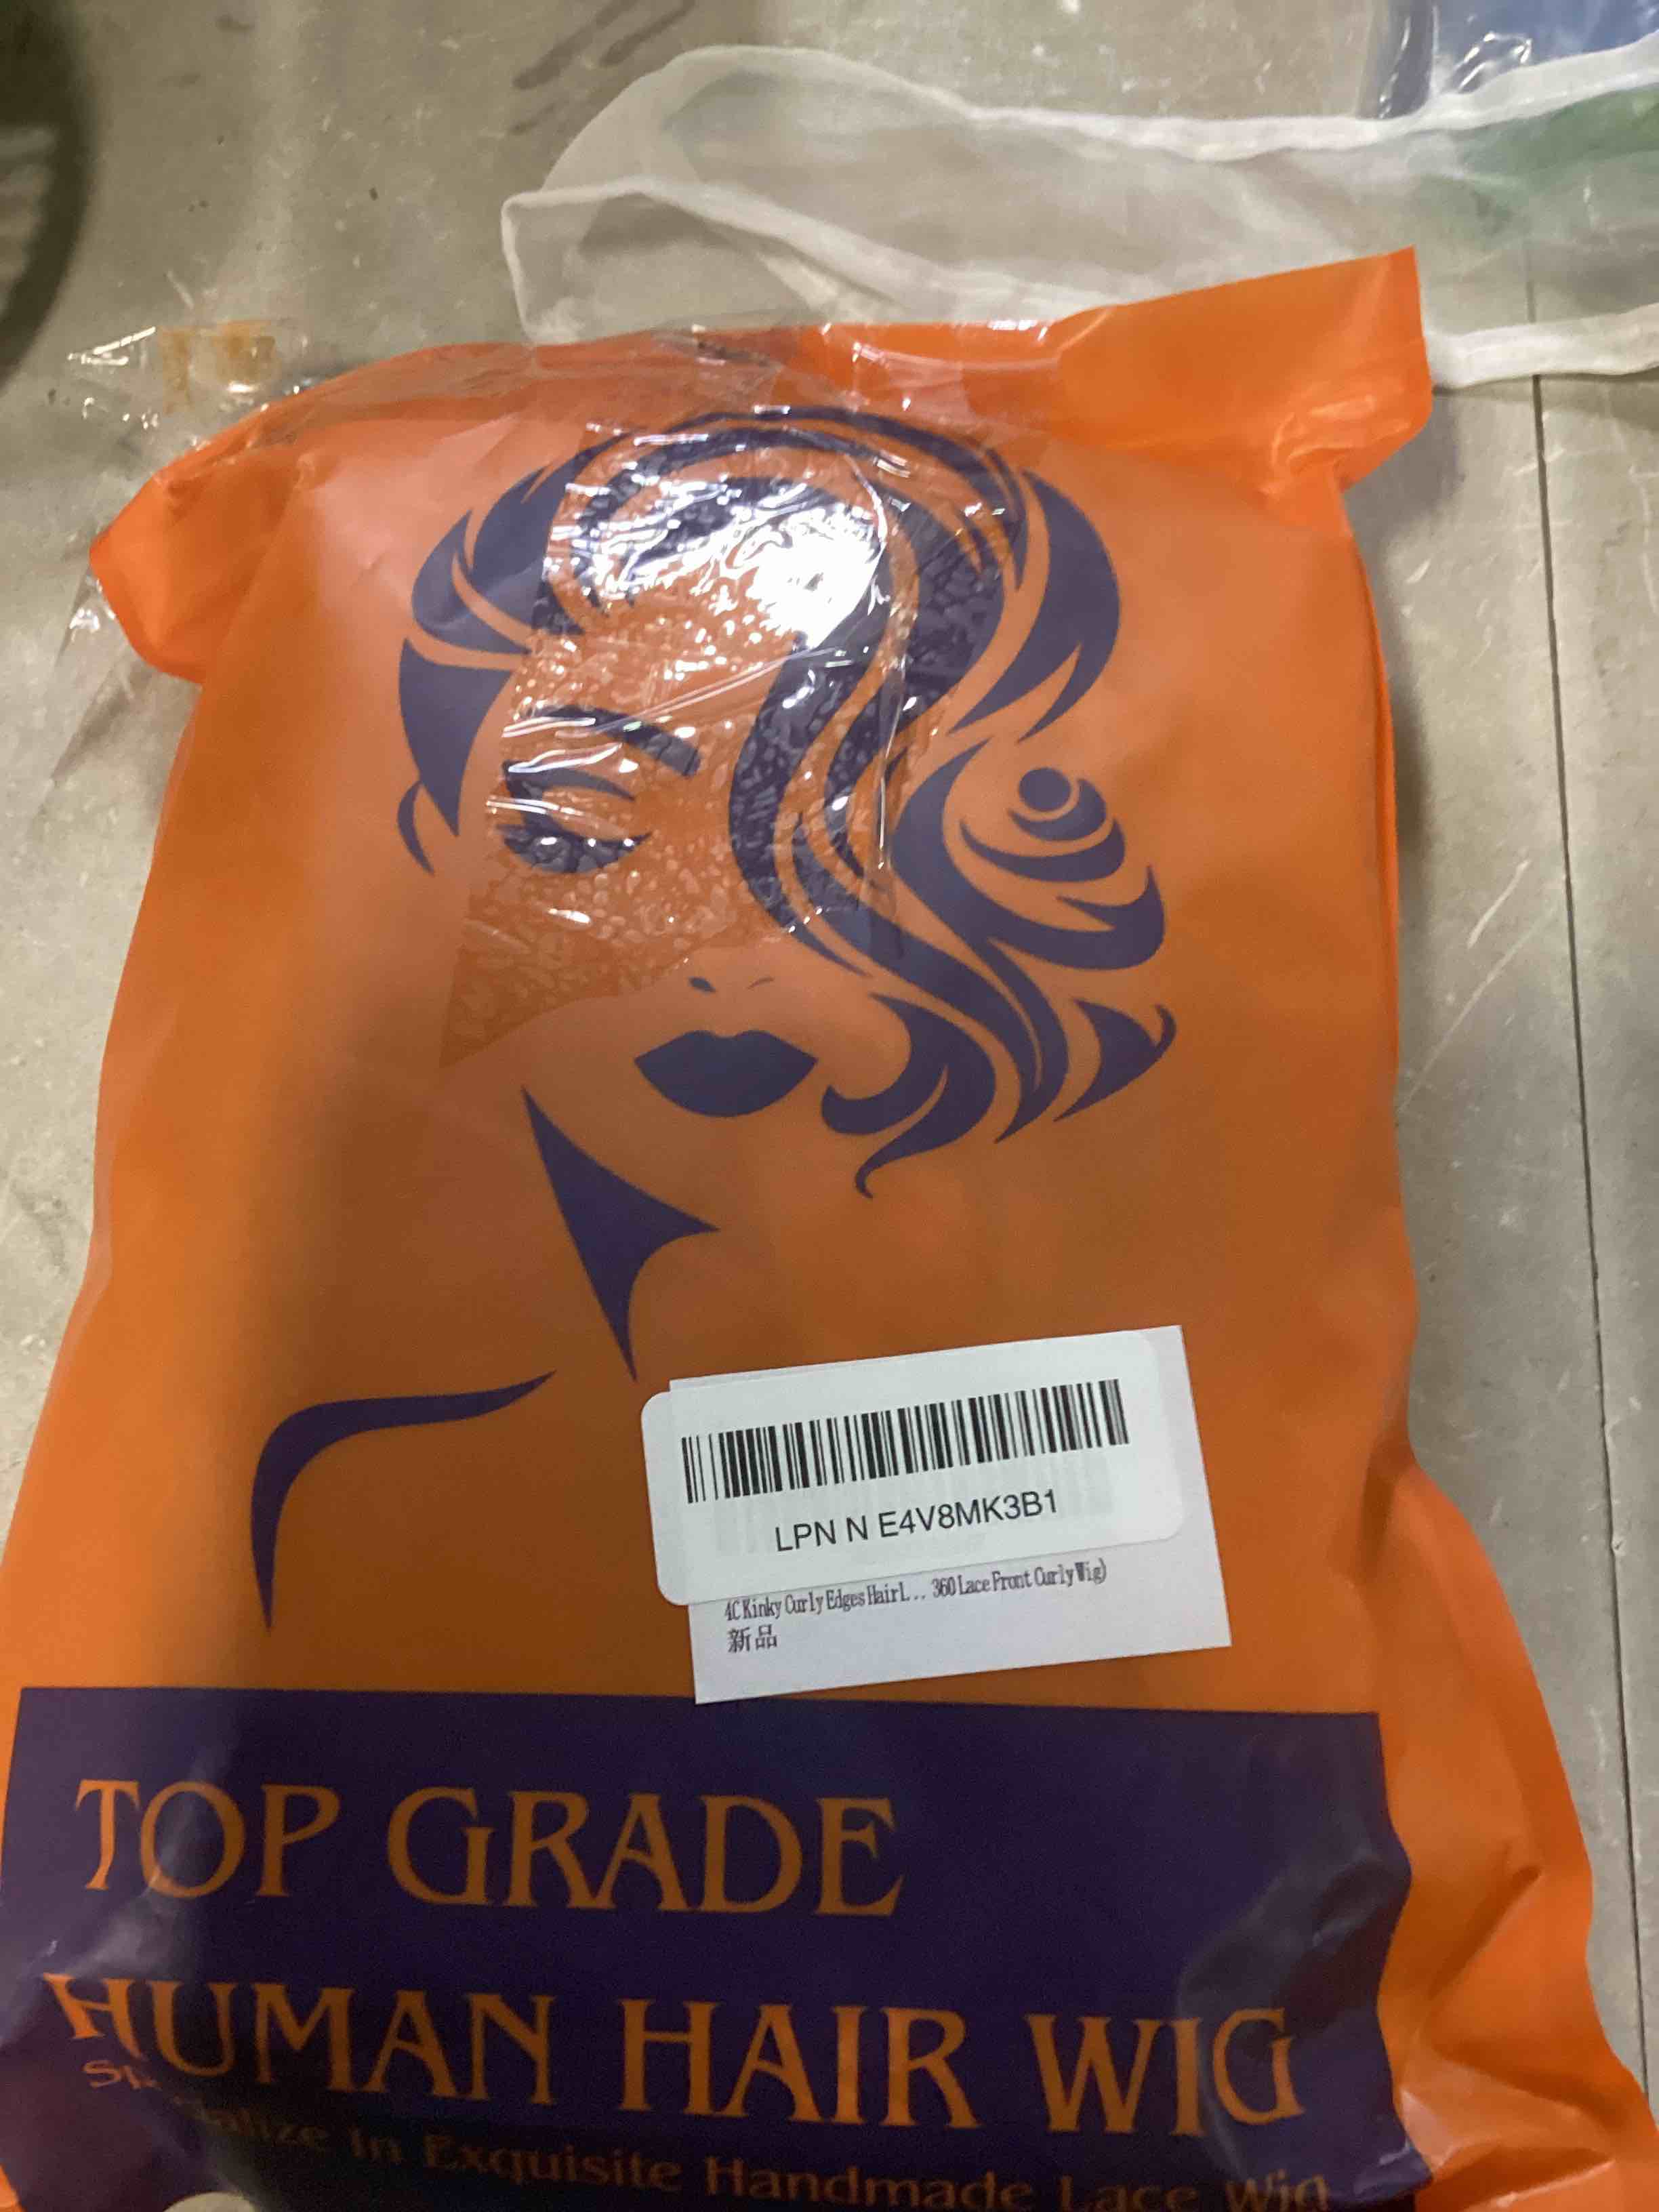 LPN N E4V8MK3B1
4C Kinky Curly Edges Hair L... 360 Lace Front Curly Wig)
新品
TOP GRADE
HUMAN HAIR WIG
Specialize In Exquisite Handmade Lace Wig